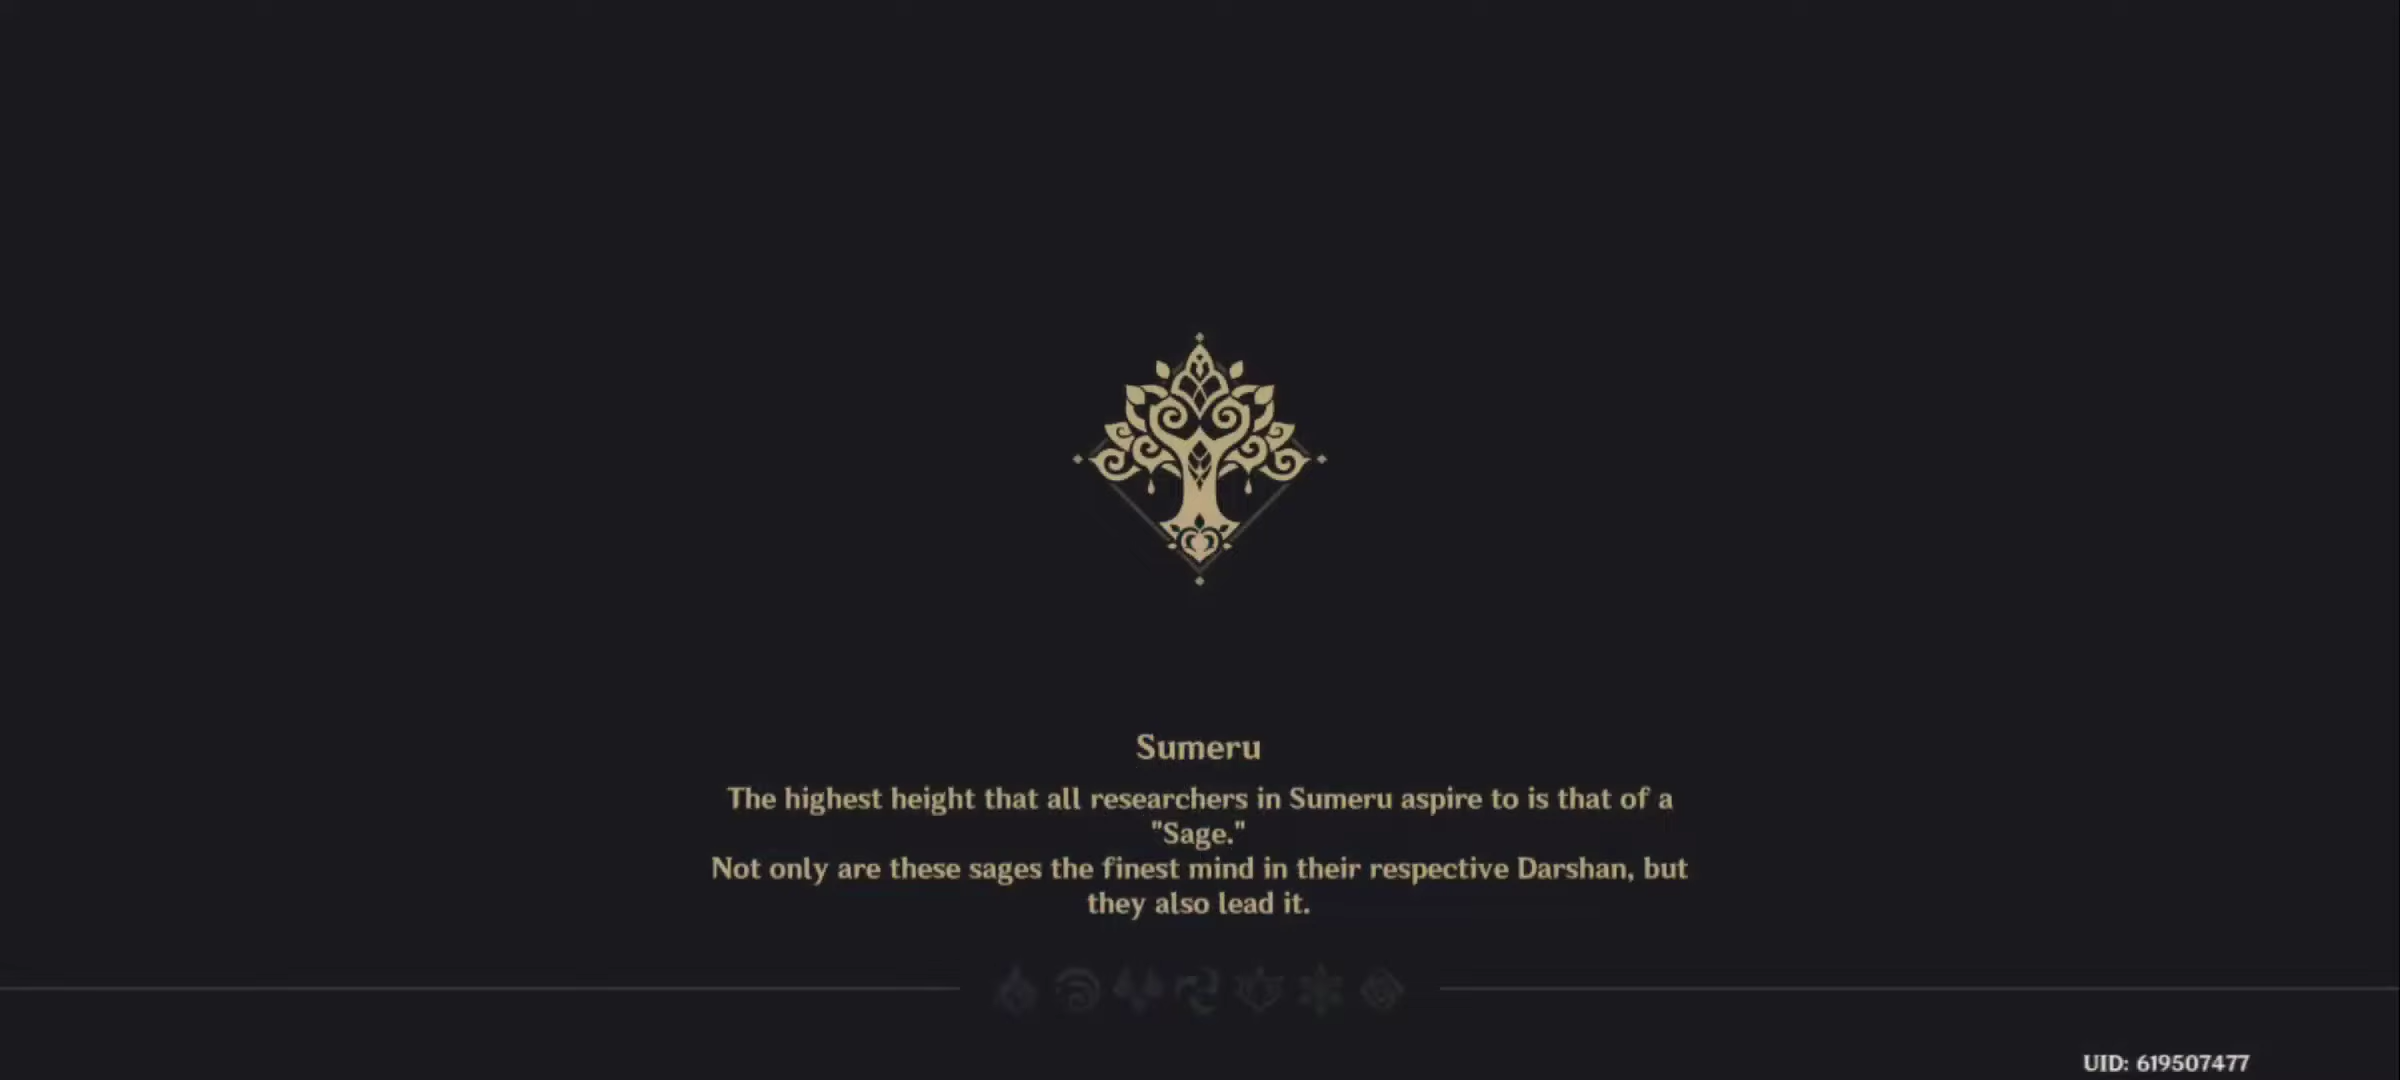 Sumeru
The highest height that all researchers in Sumeru aspire to is that of a
"Sage."
Not only are these sages the finest mind in their respective Darshan, but
they also lead it.
UID: 619507477